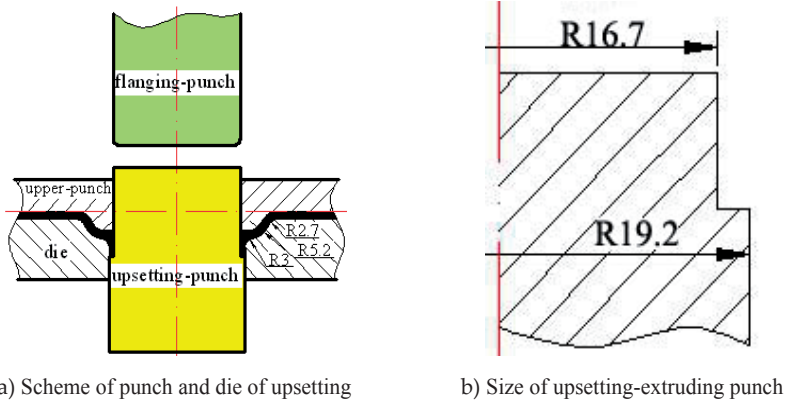 flanging-punch
upper-punch
R2.7
R5.2
R3
die
upsetting-punch
R16.7
R19.2
a) Scheme of punch and die of upsetting
b) Size of upsetting-extruding punch